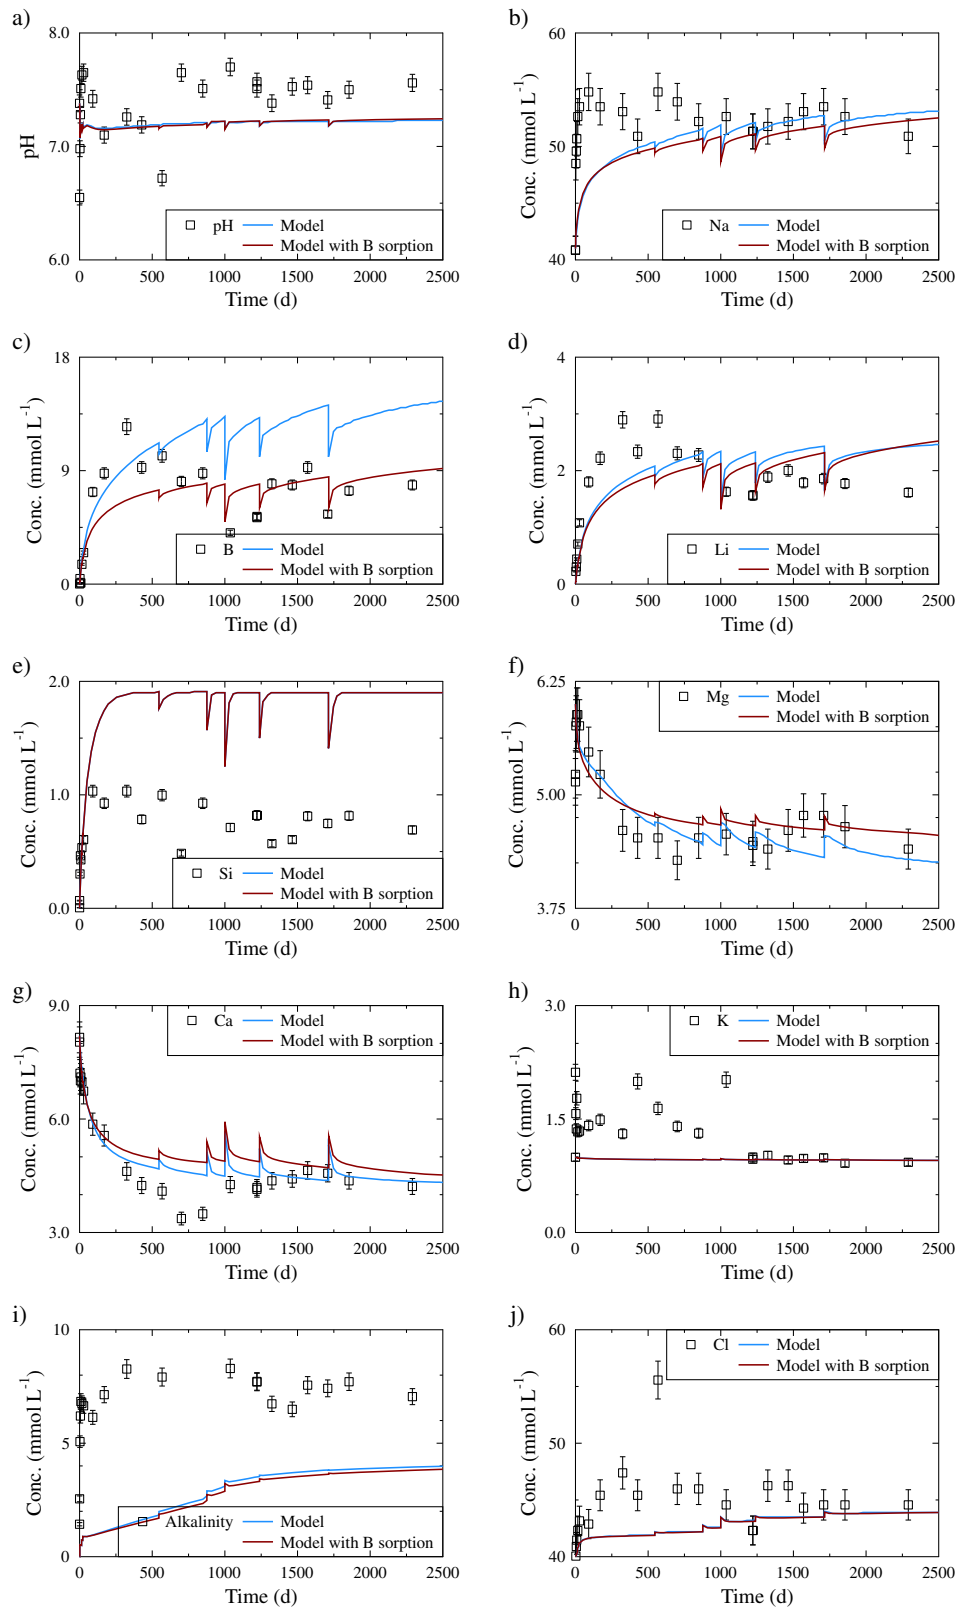 a)
8.0
7.0
6.0
pH
pH
Model
Model with B sorption
0 500 1000 1500 2000 2500
Time (d)
b)
60
50
40
Conc. (mmol L⁻¹)
Na
Model
Model with B sorption
0 500 1000 1500 2000 2500
Time (d)
c)
18
9
0
Conc. (mmol L⁻¹)
B
Model
Model with B sorption
0 500 1000 1500 2000 2500
Time (d)
d)
4
2
0
Conc. (mmol L⁻¹)
Li
Model
Model with B sorption
0 500 1000 1500 2000 2500
Time (d)
e)
2.0
1.0
0.0
Conc. (mmol L⁻¹)
Si
Model
Model with B sorption
0 500 1000 1500 2000 2500
Time (d)
f)
6.25
5.00
3.75
Conc. (mmol L⁻¹)
Mg
Model
Model with B sorption
0 500 1000 1500 2000 2500
Time (d)
g)
9.0
6.0
3.0
Conc. (mmol L⁻¹)
Ca
Model
Model with B sorption
0 500 1000 1500 2000 2500
Time (d)
h)
3.0
1.5
0.0
Conc. (mmol L⁻¹)
K
Model
Model with B sorption
0 500 1000 1500 2000 2500
Time (d)
i)
10
5
0
Conc. (mmol L⁻¹)
Alkalinity
Model
Model with B sorption
0 500 1000 1500 2000 2500
Time (d)
j)
60
50
40
Conc. (mmol L⁻¹)
Cl
Model
Model with B sorption
0 500 1000 1500 2000 2500
Time (d)